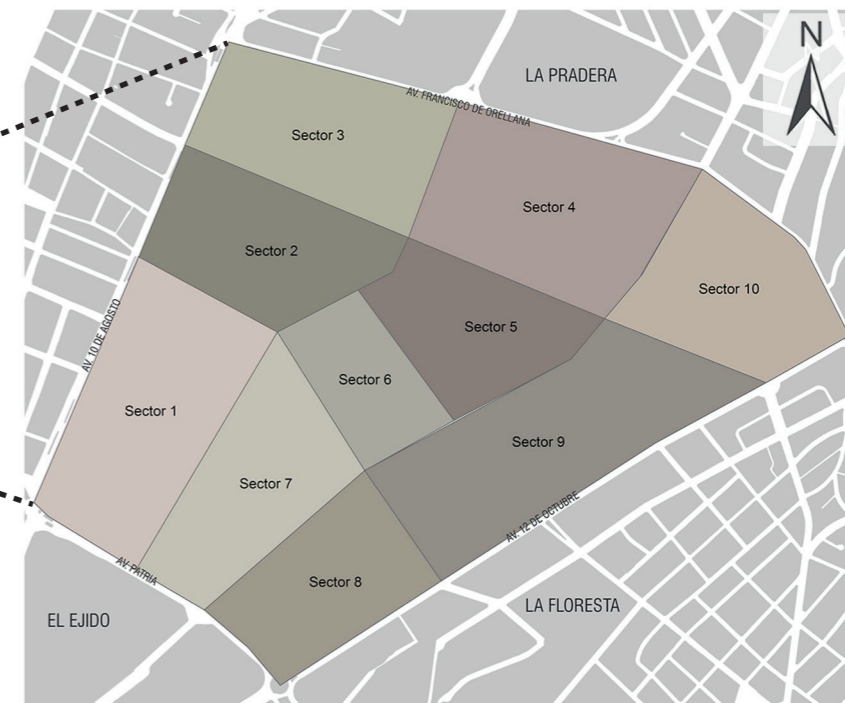 N
LA PRADERA
AV. FRANCISCO DE ORELLANA
Sector 3
Sector 4
Sector 2
Sector 10
AV. 10 DE AGOSTO
Sector 5
Sector 6
Sector 1
Sector 9
Sector 7
AV. 12 DE OCTUBRE
AV. PATRIA
Sector 8
EL EJIDO
LA FLORESTA